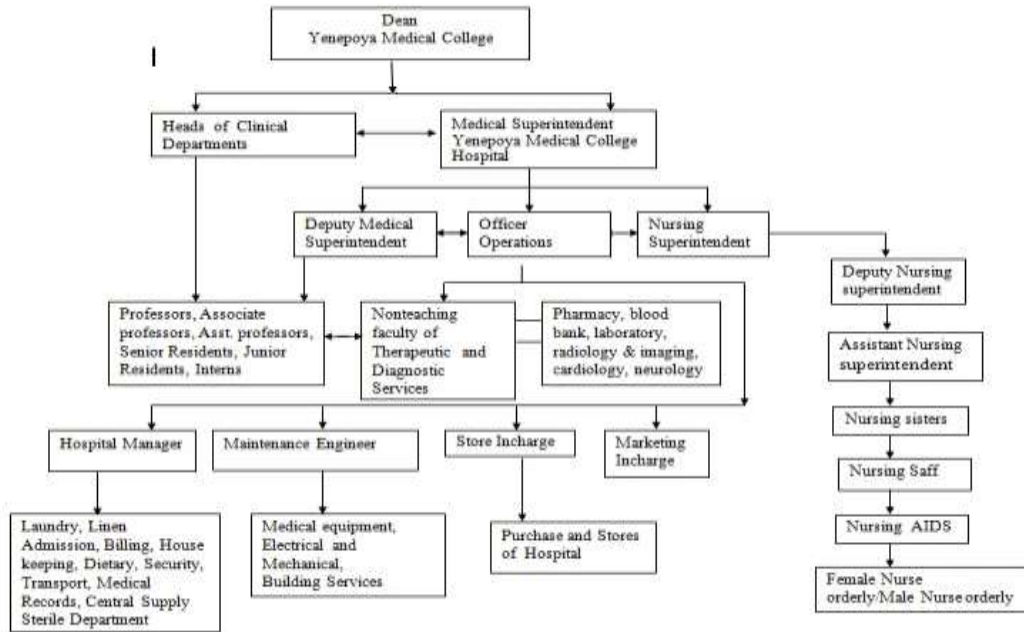 Dean
Yenepoya Medical College
Heads of Clinical
Departments
Medical Superintendent
Yenepoya Medical College
Hospital
Deputy Medical
Superintendent
Officer
Operations
Nursing
Superintendent
Deputy Nursing
superintendent
Professors, Associate
professors, Asst. professors,
Senior Residents, Junior
Residents, Interns
Nonteaching
faculty of
Therapeutic and
Diagnostic
Services
Pharmacy, blood
bank, laboratory,
radiology & imaging,
cardiology, neurology
Assistant Nursing
superintendent
Nursing sisters
Hospital Manager
Maintenance Engineer
Store Incharge
Marketing
Incharge
Nursing Saff
Nursing AIDS
Laundry, Linen
Admission, Billing, House
keeping, Dietary, Security,
Transport, Medical
Records, Central Supply
Sterile Department
Medical equipment,
Electrical and
Mechanical,
Building Services
Purchase and Stores
of Hospital
Female Nurse
orderly/Male Nurse orderly